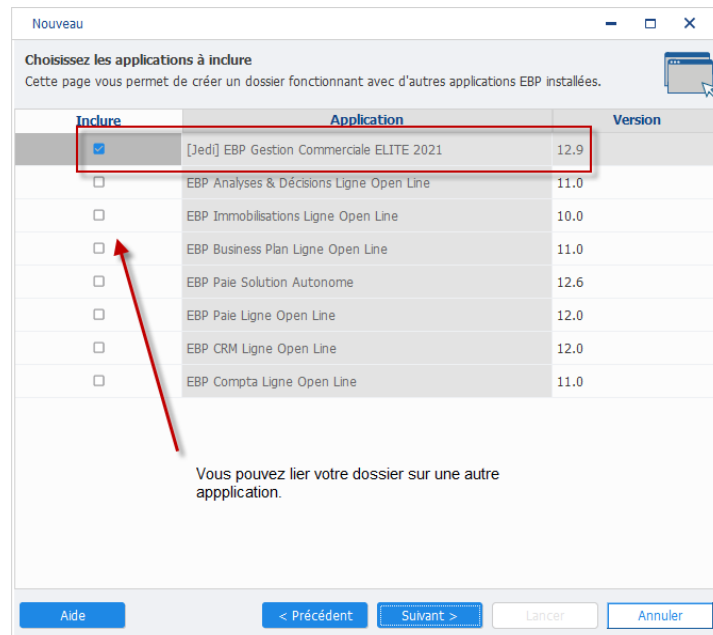 Nouveau
Choisissez les applications à inclure
Cette page vous permet de créer un dossier fonctionnant avec d'autres applications EBP installées.
Inclure Application Version
[Jedi] EBP Gestion Commerciale ELITE 2021 12.9
EBP Analyses & Décisions Ligne Open Line 11.0
EBP Immobilisations Ligne Open Line 10.0
EBP Business Plan Ligne Open Line 11.0
EBP Paie Solution Autonome 12.6
EBP Paie Ligne Open Line 12.0
EBP CRM Ligne Open Line 12.0
EBP Compta Ligne Open Line 11.0
Vous pouvez lier votre dossier sur une autre
appplication.
Aide < Précédent Suivant > Lancer Annuler